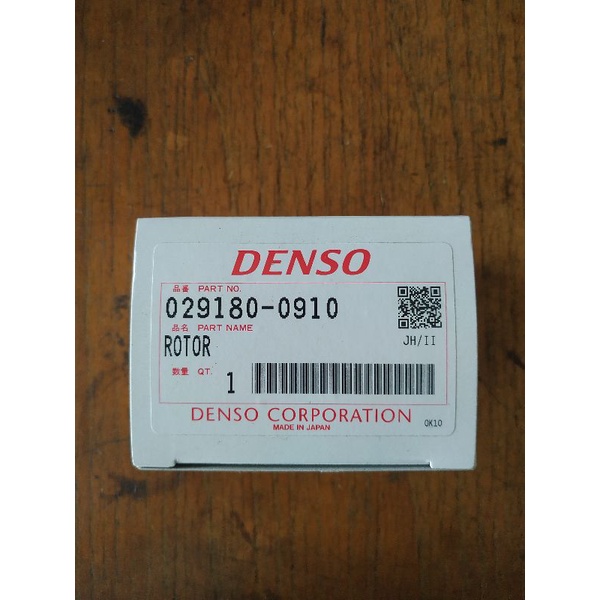 DENSO
品番 PART NO.
029180-0910
品名 PART NAME
ROTOR
JH/II
数量 QT.
1
DENSO CORPORATION
MADE IN JAPAN
0K10